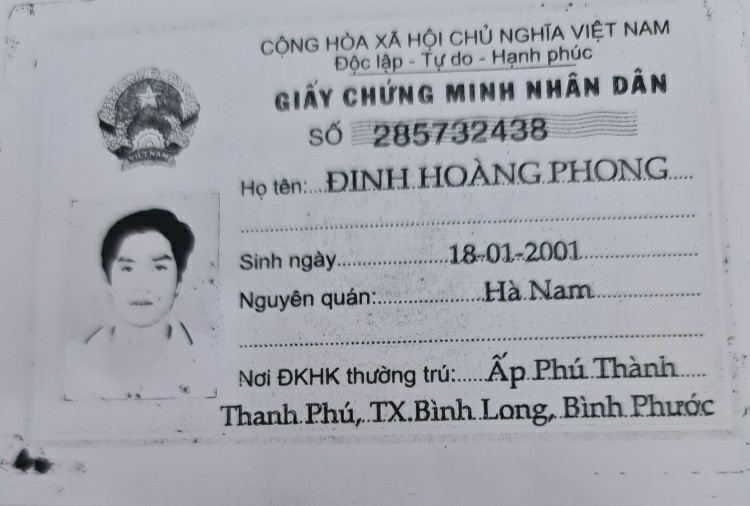 CỘNG HÒA XÃ HỘI CHỦ NGHĨA VIỆT NAM
Độc lập - Tự do - Hạnh phúc
GIẤY CHỨNG MINH NHÂN DÂN
SỐ 285732438
Họ tên:...ĐINH HOÀNG PHONG.....
Sinh ngày....................18-01-2001....................
Nguyên quán:...................Hà Nam....................
Nơi ĐKHK thường trú:.....Ấp Phú Thành.....
Thanh Phú, TX.Bình Long, Bình Phước
VIỆT NAM